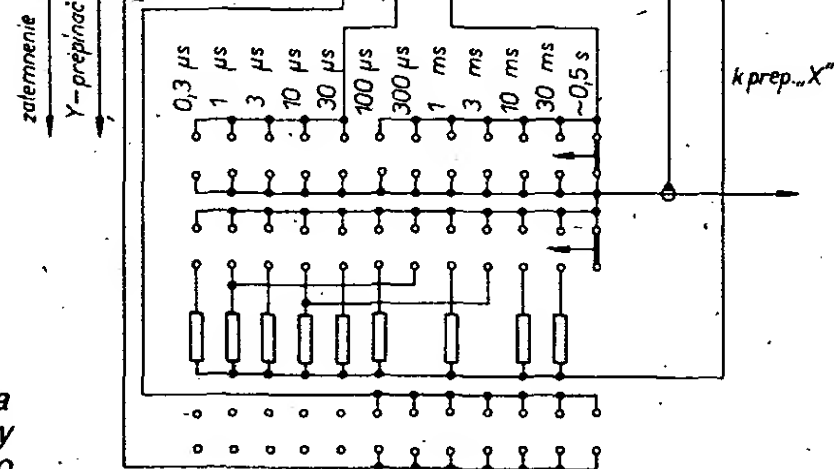 zatemnenie
Y-prepínač
0,3 µs
1 µs
3 µs
10 µs
30 µs
100 µs
300 µs
1 ms
3 ms
10 ms
30 ms
~0,5 s
k prep. „X"
a
y